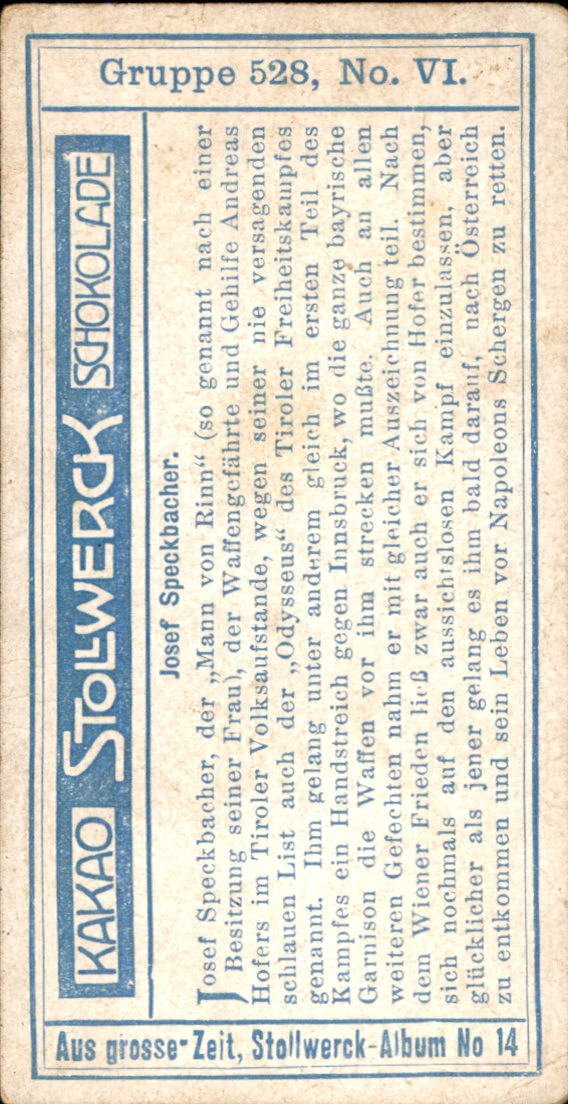 Gruppe 528, No. VI.
KAKAO STOLLWERCK SCHOKOLADE
Josef Speckbacher.
Josef Speckbacher, der „Mann von Rinn“ (so genannt nach einer
Besitzung seiner Frau), der Waffengefährte und Gehilfe Andreas
Hofers im Tiroler Volksaufstande, wegen seiner nie versagenden
schlauen List auch der „Odysseus“ des Tiroler Freiheitskampfes
genannt. Ihm gelang unter anderem gleich im ersten Teil des
Kampfes ein Handstreich gegen Innsbruck, wo die ganze bayrische
Garnison die Waffen vor ihm strecken mußte. Auch an allen
weiteren Gefechten nahm er mit gleicher Auszeichnung teil. Nach
dem Wiener Frieden ließ zwar auch er sich von Hofer bestimmen,
sich nochmals auf den aussichtslosen Kampf einzulassen, aber
glücklicher als jener gelang es ihm bald darauf, nach Österreich
zu entkommen und sein Leben vor Napoleons Schergen zu retten.
Aus grosse-Zeit, Stollwerck-Album No 14